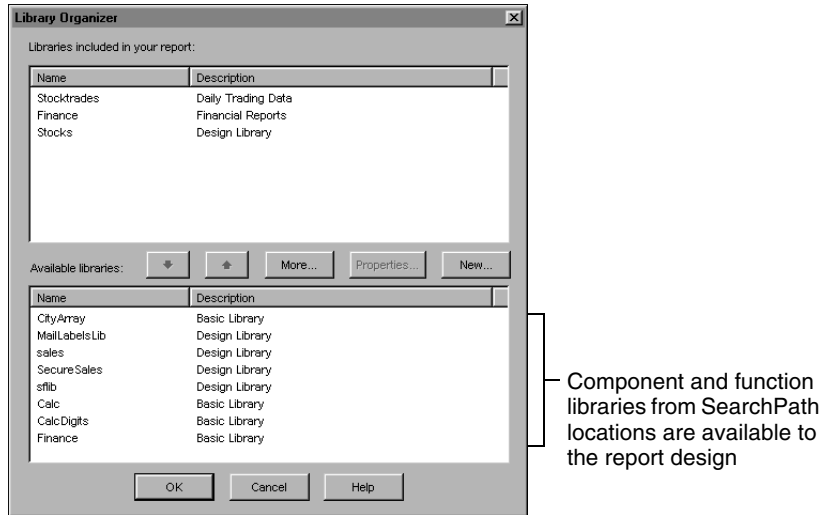 Library Organizer
Libraries included in your report:
Name Description
Stocktrades Daily Trading Data
Finance Financial Reports
Stocks Design Library
Available libraries: More... Properties... New...
Name Description
CityArray Basic Library
MailLabelsLib Design Library
sales Design Library
SecureSales Design Library
sflib Design Library
Calc Basic Library
CalcDigits Basic Library
Finance Basic Library
OK Cancel Help
Component and function
libraries from SearchPath
locations are available to
the report design